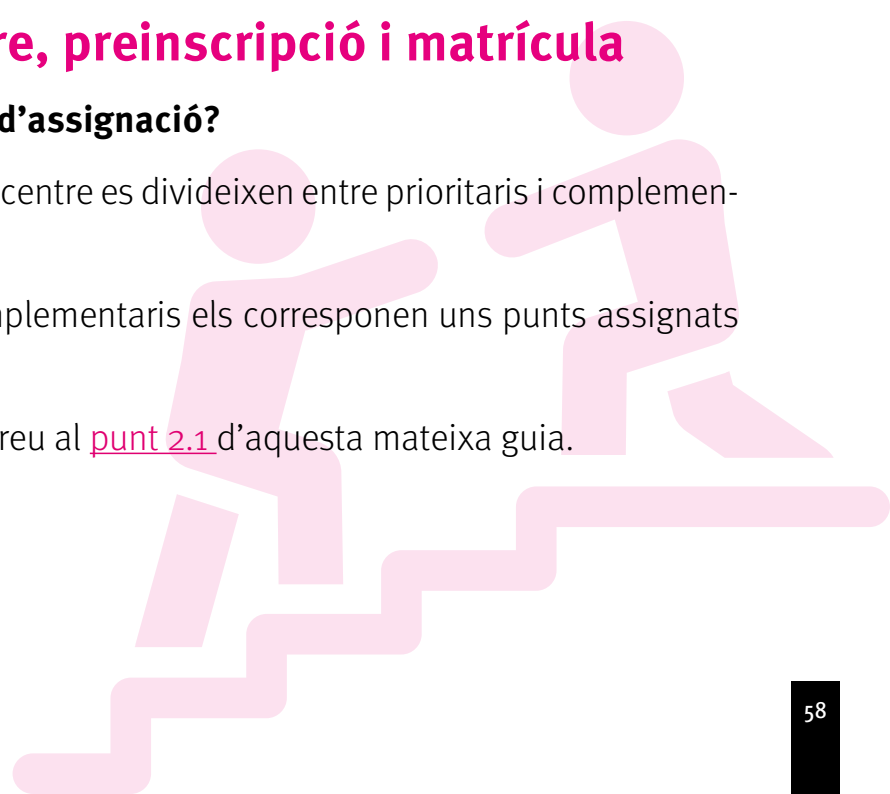 re, preinscripció i matrícula
d’assignació?
centre es divideixen entre prioritaris i complemen-
mplementaris els corresponen uns punts assignats
reu al punt 2.1 d’aquesta mateixa guia.
58